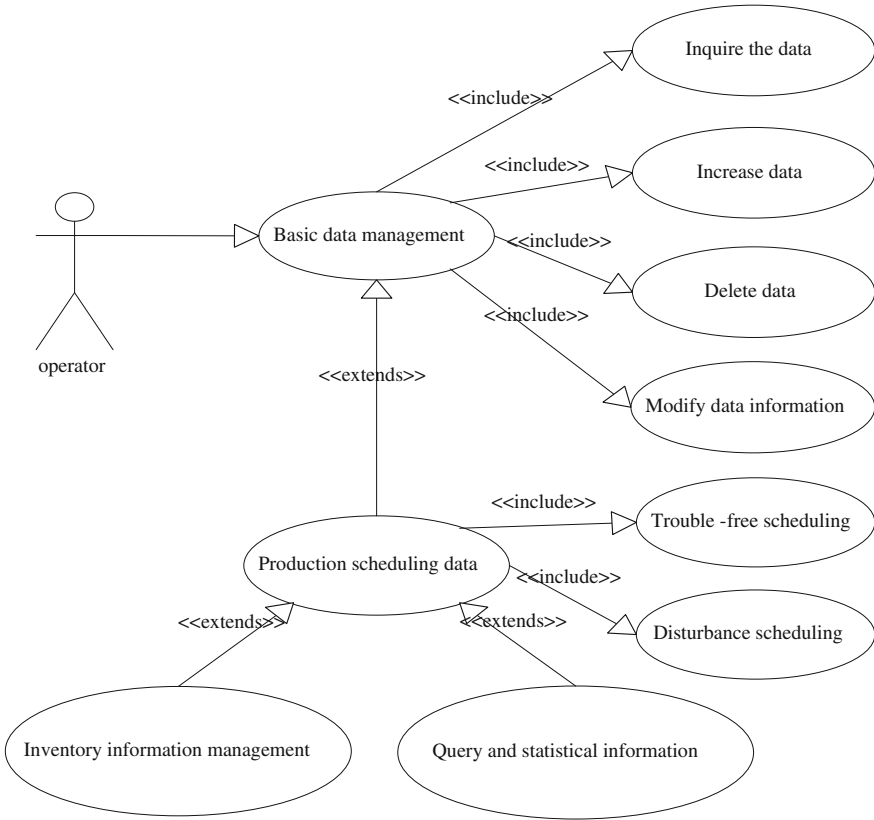 Inquire the data
<<include>>
<<include>>
Increase data
Basic data management
<<include>>
Delete data
<<include>>
operator
<<extends>>
Modify data information
<<include>>
Trouble -free scheduling
Production scheduling data
<<include>>
<<extends>>
<<extends>>
Disturbance scheduling
Inventory information management
Query and statistical information